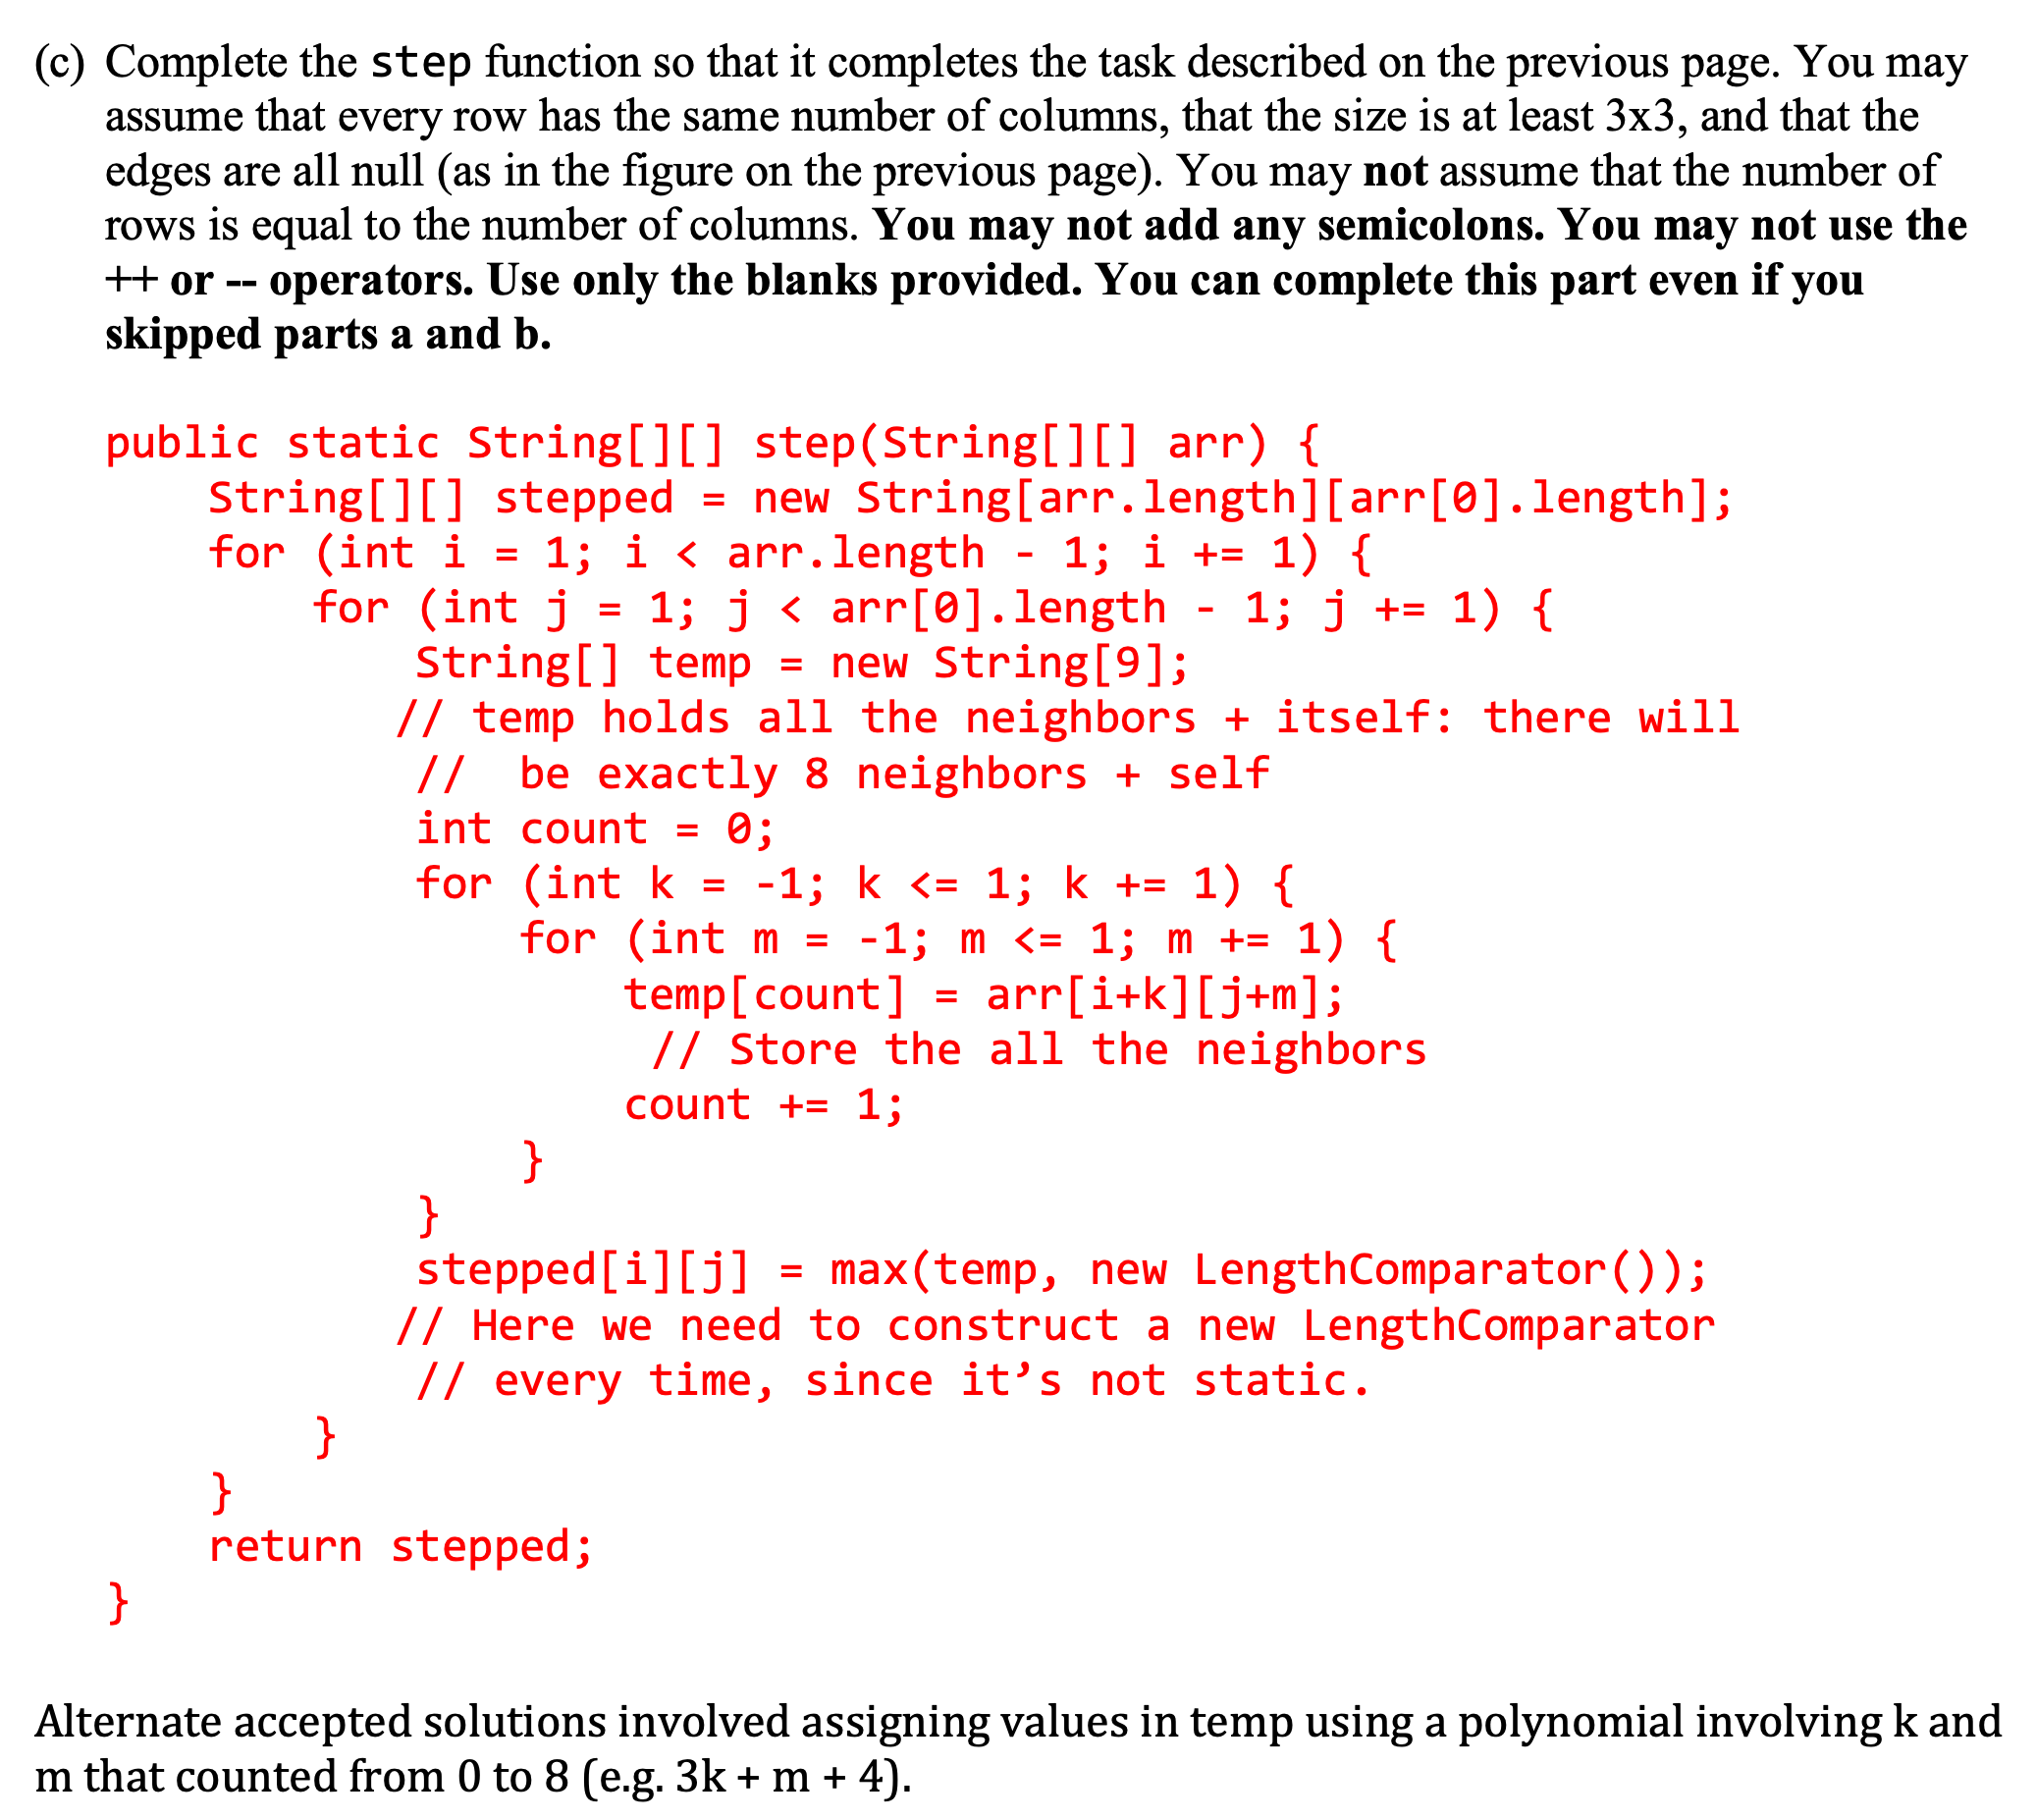 (c) Complete the step function so that it completes the task described on the previous page. You may
assume that every row has the same number of columns, that the size is at least 3x3, and that the
edges are all null (as in the figure on the previous page). You may not assume that the number of
rows is equal to the number of columns. You may not add any semicolons. You may not use the
++ or -- operators. Use only the blanks provided. You can complete this part even if you
skipped parts a and b.
public static String[][] step(String[][] arr) {
    String[][] stepped = new String[arr.length][arr[0].length];
    for (int i = 1; i < arr.length - 1; i += 1) {
        for (int j = 1; j < arr[0].length - 1; j += 1) {
            String[] temp = new String[9];
            // temp holds all the neighbors + itself: there will
            //  be exactly 8 neighbors + self
            int count = 0;
            for (int k = -1; k <= 1; k += 1) {
                for (int m = -1; m <= 1; m += 1) {
                    temp[count] = arr[i+k][j+m];
                     // Store the all the neighbors
                    count += 1;
                }
            }
            stepped[i][j] = max(temp, new LengthComparator());
            // Here we need to construct a new LengthComparator
            // every time, since it’s not static.
        }
    }
    return stepped;
}
Alternate accepted solutions involved assigning values in temp using a polynomial involving k and
m that counted from 0 to 8 (e.g. 3k + m + 4).